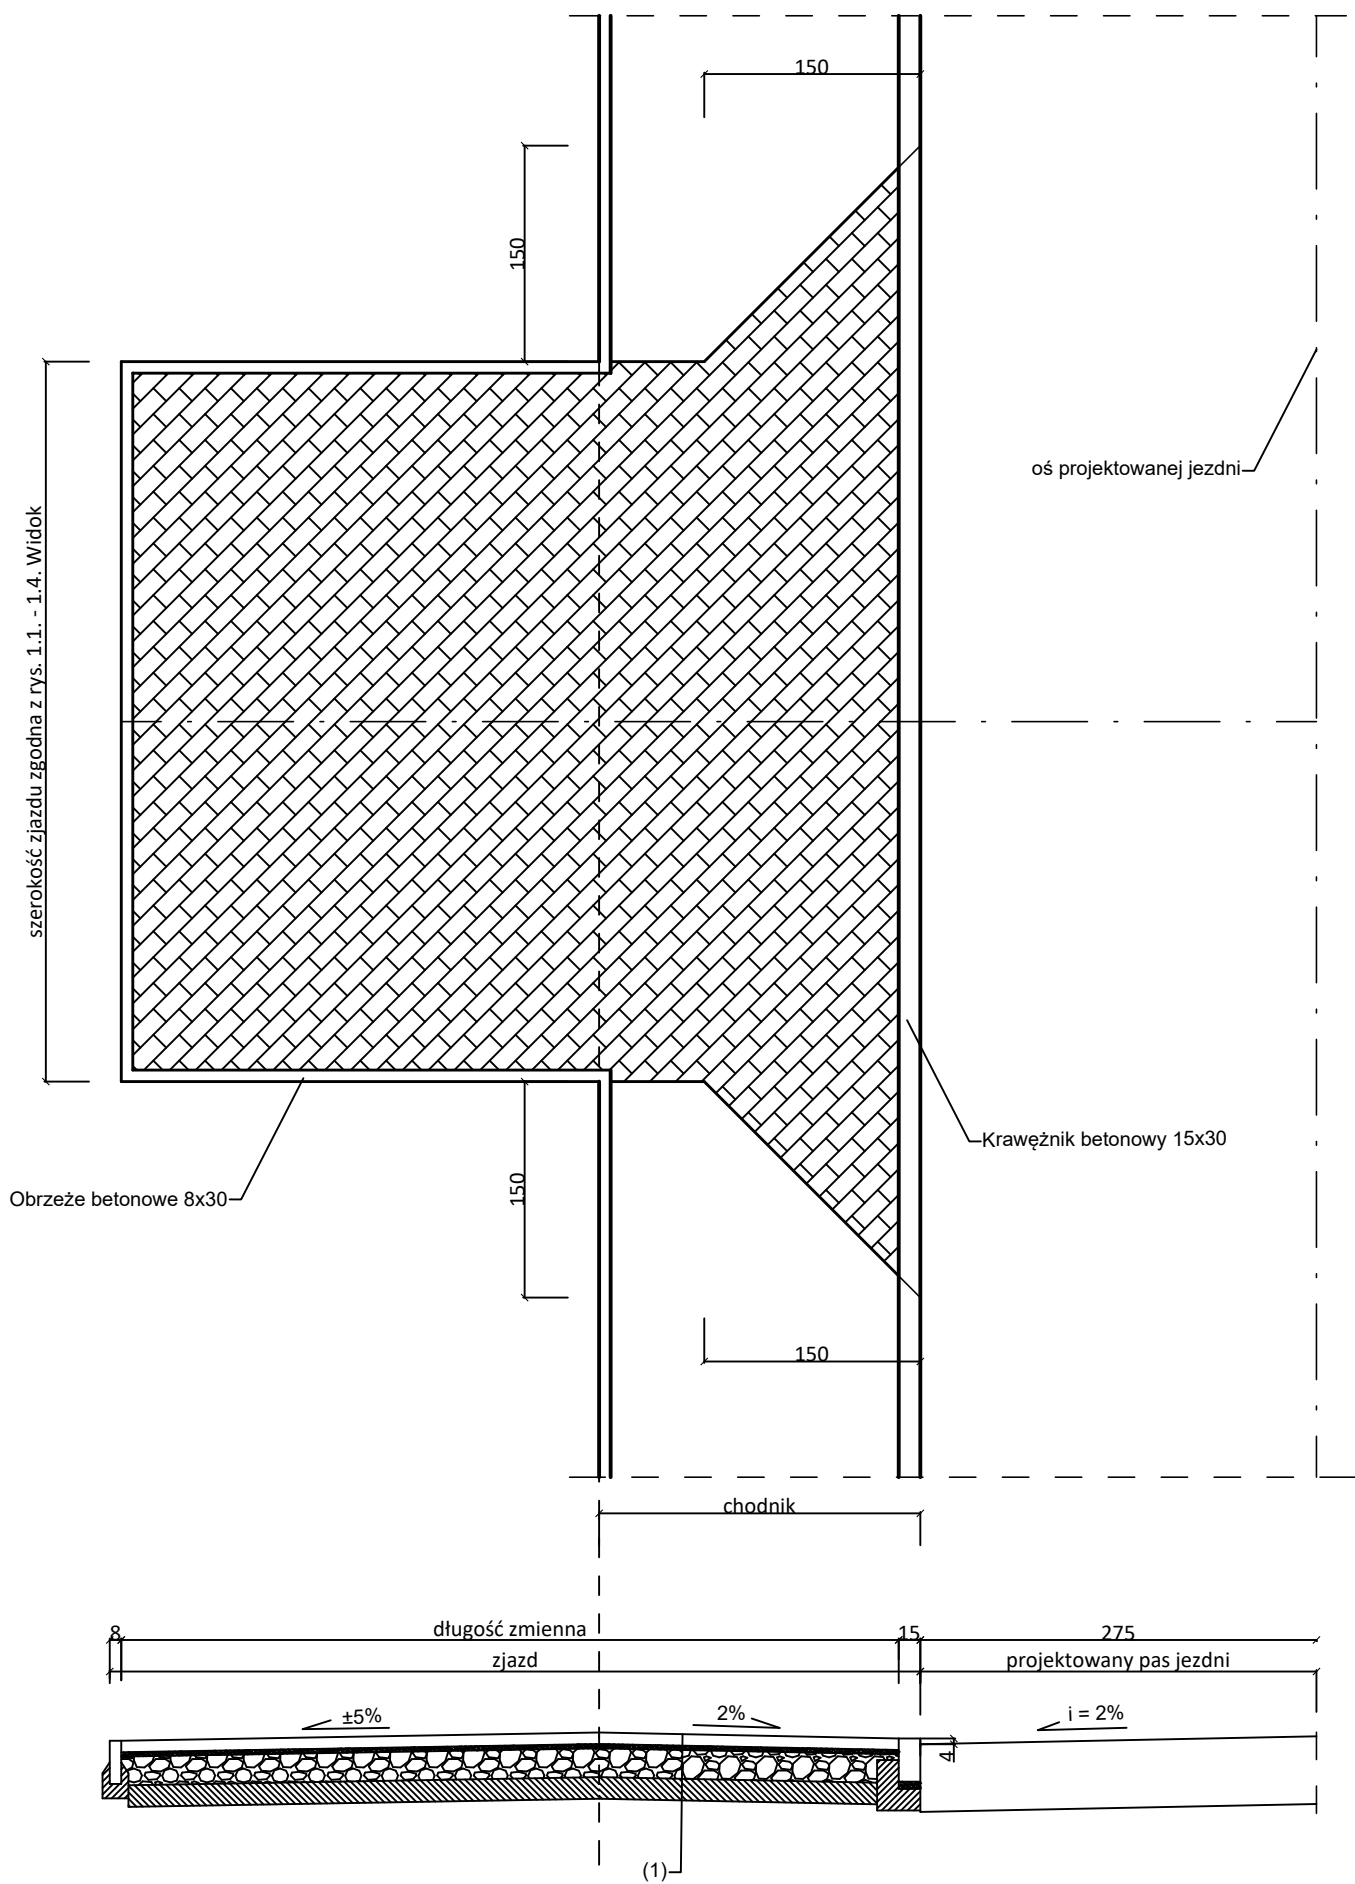 150
150
oś projektowanej jezdni
szerokość zjazdu zgodna z rys. 1.1. - 1.4. Widok
Krawężnik betonowy 15x30
Obrzeże betonowe 8x30
150
150
chodnik
8
długość zmienna
15
275
zjazd
projektowany pas jezdni
±5%
2%
i = 2%
4
(1)